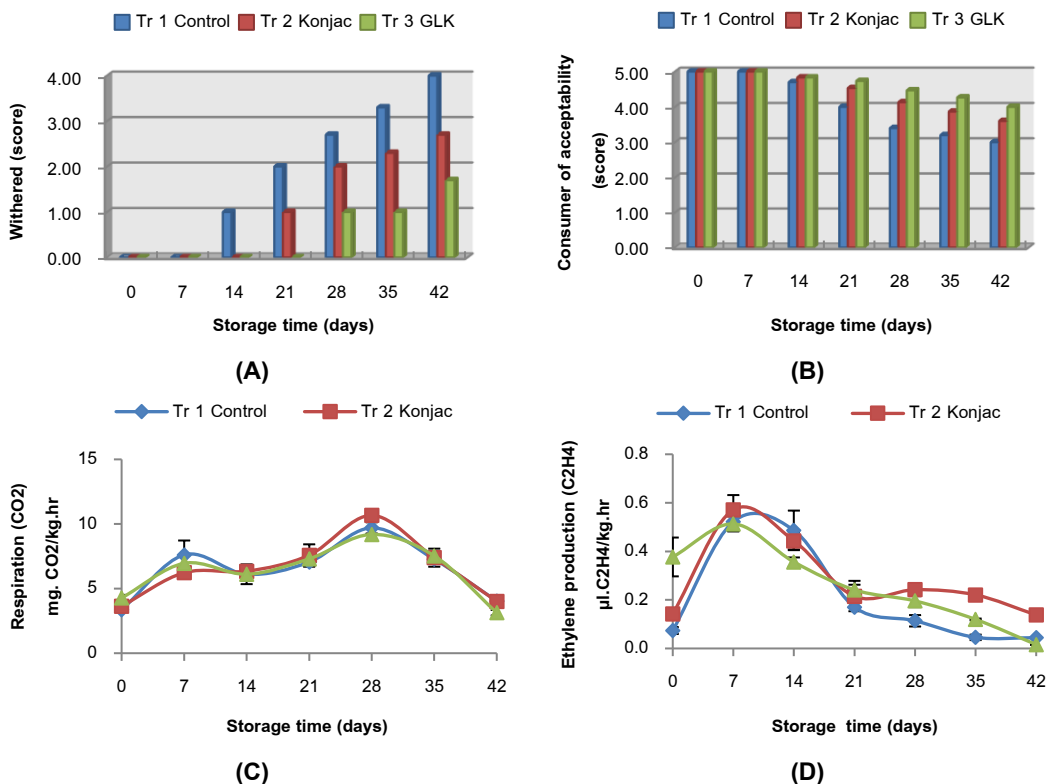 Tr 1 Control Tr 2 Konjac Tr 3 GLK
Withered (score)
4.00
3.00
2.00
1.00
0.00
0 7 14 21 28 35 42
Storage time (days)
(A)
Tr 1 Control Tr 2 Konjac Tr 3 GLK
Consumer of acceptability
(score)
5.00
4.00
3.00
2.00
1.00
0.00
0 7 14 21 28 35 42
Storage time (days)
(B)
Tr 1 Control Tr 2 Konjac
Respiration (CO2)
mg. CO2/kg.hr
15
10
5
0
0 7 14 21 28 35 42
Storage time (days)
(C)
Tr 1 Control Tr 2 Konjac
Ethylene production (C2H4)
µl.C2H4/kg.hr
0.8
0.6
0.4
0.2
0.0
0 7 14 21 28 35 42
Storage time (days)
(D)